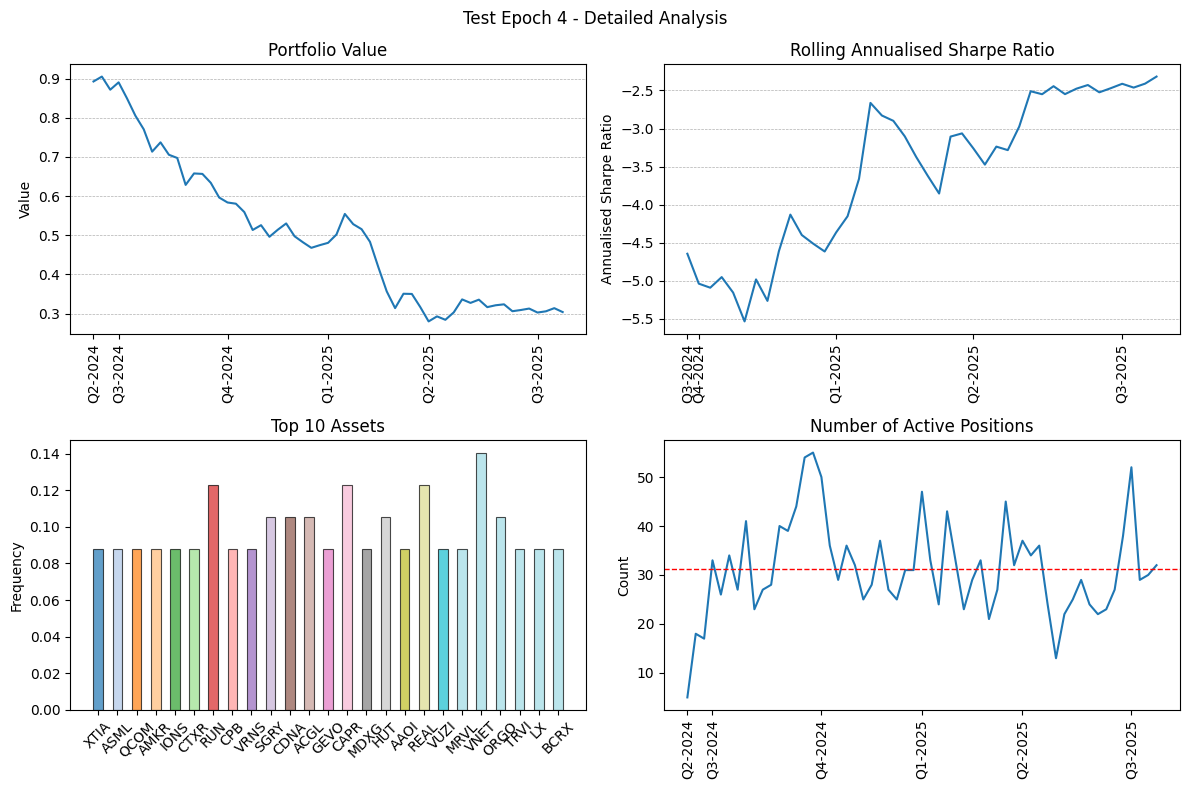 Test Epoch 4 - Detailed Analysis
Portfolio Value
Value
0.9
0.8
0.7
0.6
0.5
0.4
0.3
Q2-2024
Q3-2024
Q4-2024
Q1-2025
Q2-2025
Q3-2025
Rolling Annualised Sharpe Ratio
Annualised Sharpe Ratio
−2.5
−3.0
−3.5
−4.0
−4.5
−5.0
−5.5
Q3-2024
Q4-2024
Q1-2025
Q2-2025
Q3-2025
Top 10 Assets
Frequency
0.14
0.12
0.10
0.08
0.06
0.04
0.02
0.00
XTIA
ASML
QCOM
AMKR
IONS
CTXR
RUN
CPB
VRNS
SGRY
CDNA
ACGL
GEVO
CAPR
MDXG
HUT
AAOI
REAL
VUZI
MRVL
VNET
ORGO
TRVI
LX
BCRX
Number of Active Positions
Count
50
40
30
20
10
Q2-2024
Q3-2024
Q4-2024
Q1-2025
Q2-2025
Q3-2025